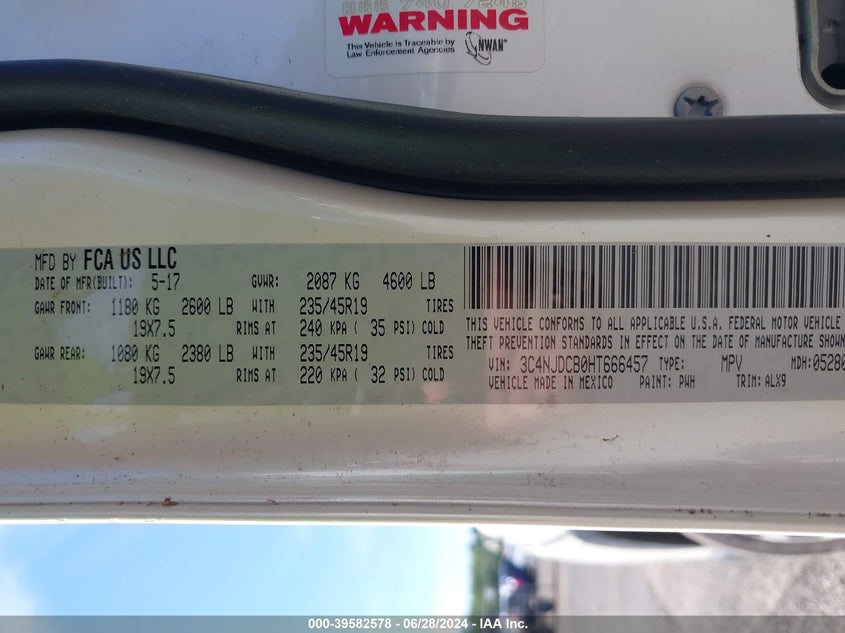 WARNING
This Vehicle is Traceable by
Law Enforcement Agencies
NWAN
MFD BY FCA US LLC
DATE OF MFR(BUILT): 5-17 GVWR: 2087 KG 4600 LB
GAWR FRONT: 1180 KG 2600 LB WITH 235/45R19 TIRES
19X7.5 RIMS AT 240 KPA ( 35 PSI) COLD
GAWR REAR: 1080 KG 2380 LB WITH 235/45R19 TIRES
19X7.5 RIMS AT 220 KPA ( 32 PSI) COLD
THIS VEHICLE CONFORMS TO ALL APPLICABLE U.S.A. FEDERAL MOTOR VEHICLE
THEFT PREVENTION STANDARDS IN EFFECT ON THE DATE OF MANUFACTURE SHOWN
VIN: 3C4NJDCB0HT666457 TYPE: MPV MDH: 05280
VEHICLE MADE IN MEXICO PAINT: PWH TRIM: ALX9
000-39582578 - 06/28/2024 - IAA Inc.